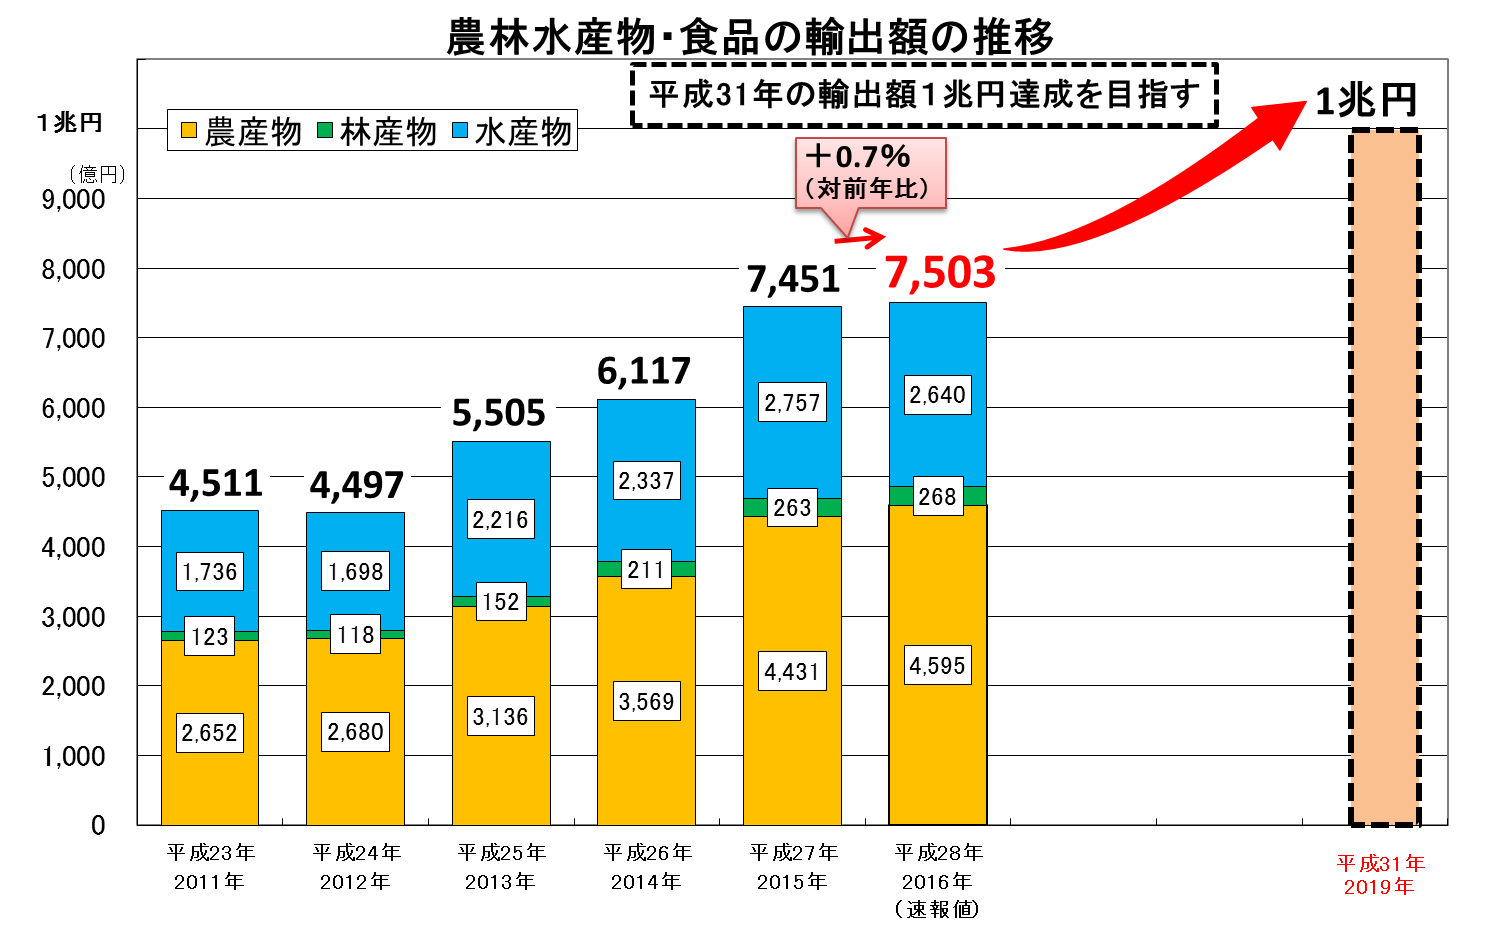 農林水産物・食品の輸出額の推移
平成31年の輸出額1兆円達成を目指す
1兆円
1兆円
(億円)
農産物 林産物 水産物
+0.7%
(対前年比)
9,000
8,000
7,000
6,000
5,000
4,000
3,000
2,000
1,000
0
4,511
4,497
5,505
6,117
7,451
7,503
1,736
1,698
2,216
2,337
2,757
2,640
123
118
152
211
263
268
2,652
2,680
3,136
3,569
4,431
4,595
平成23年
2011年
平成24年
2012年
平成25年
2013年
平成26年
2014年
平成27年
2015年
平成28年
2016年
(速報値)
平成31年
2019年